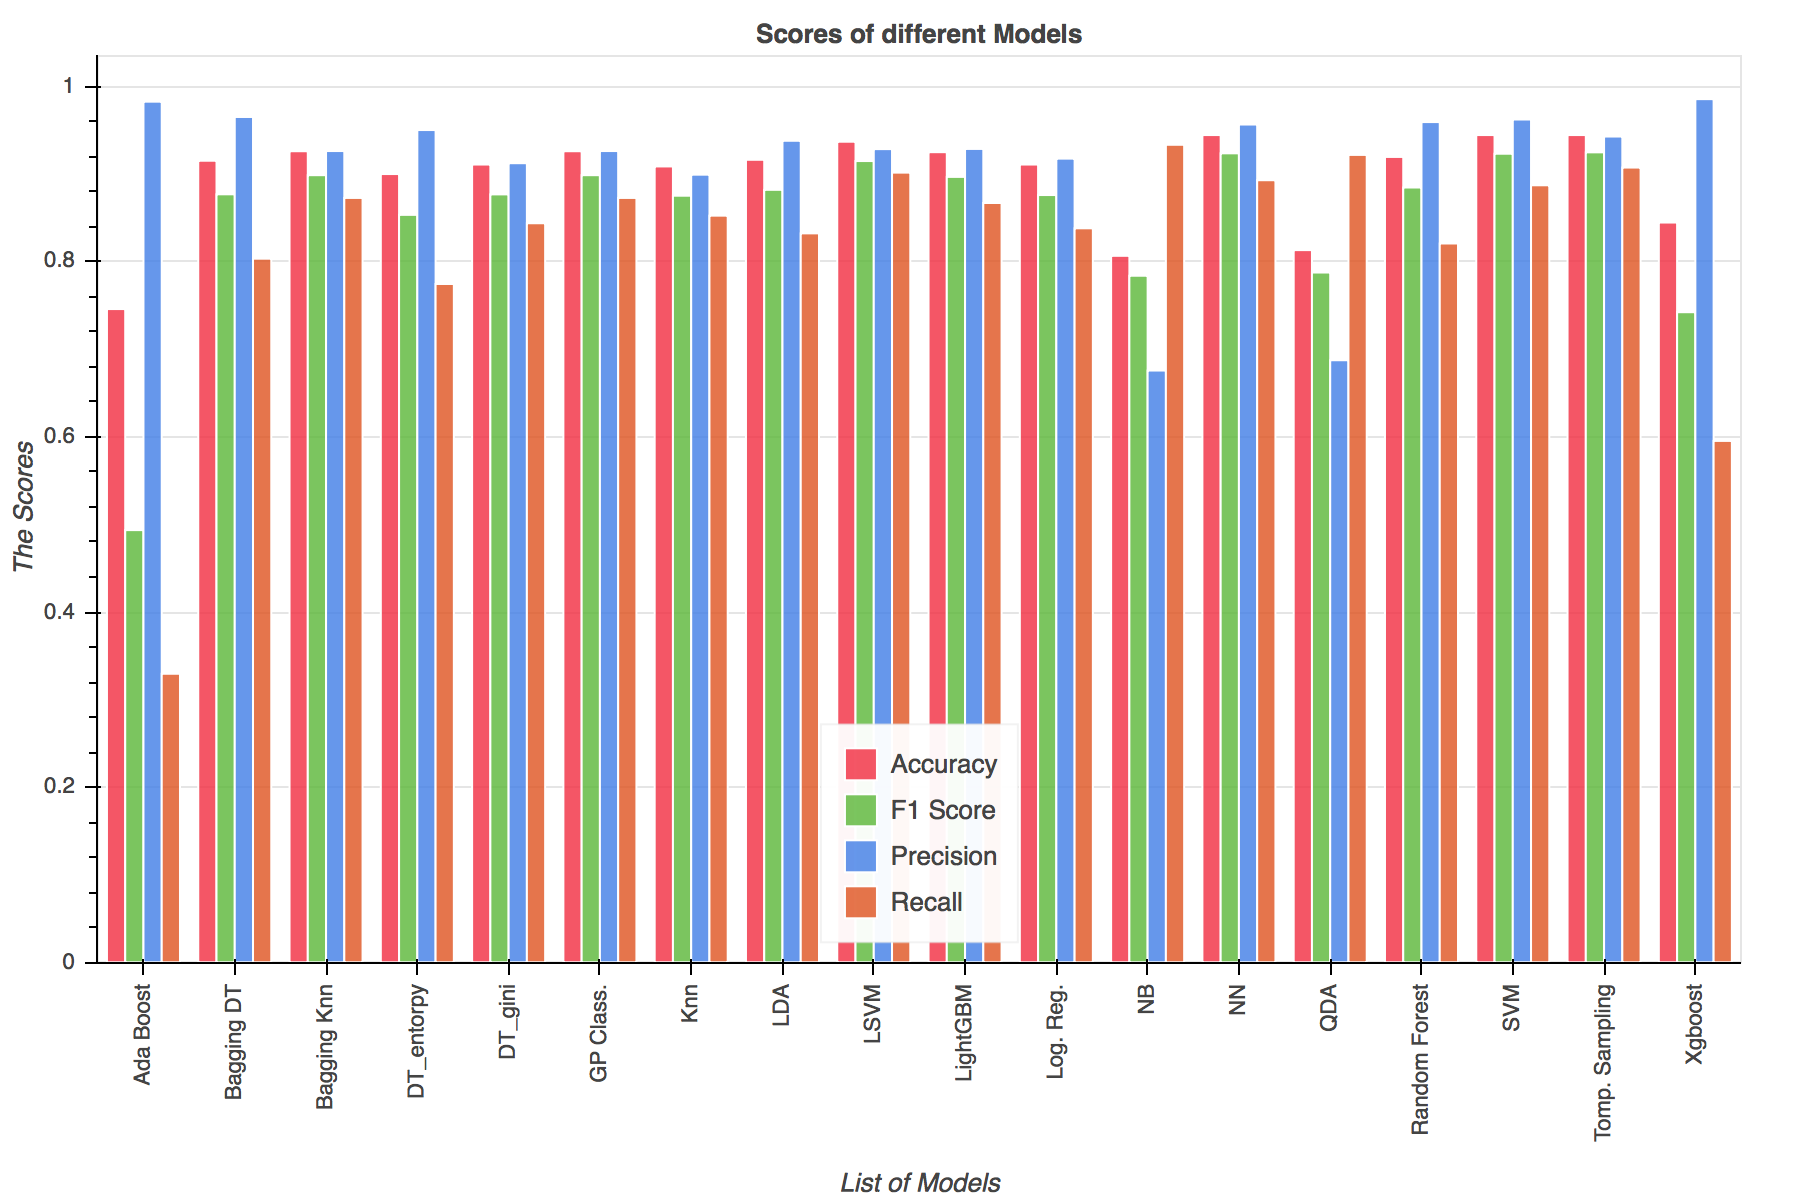 Scores of different Models
The Scores
1
0.8
0.6
0.4
0.2
0
Accuracy
F1 Score
Precision
Recall
Ada Boost
Bagging DT
Bagging Knn
DT_entorpy
DT_gini
GP Class.
Knn
LDA
LSVM
LightGBM
Log. Reg.
NB
NN
QDA
Random Forest
SVM
Tomp. Sampling
Xgboost
List of Models